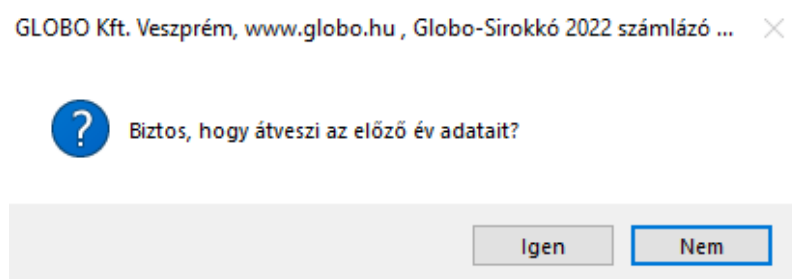 GLOBO Kft. Veszprém, www.globo.hu , Globo-Sirokkó 2022 számlázó ...
Biztos, hogy átveszi az előző év adatait?
Igen Nem